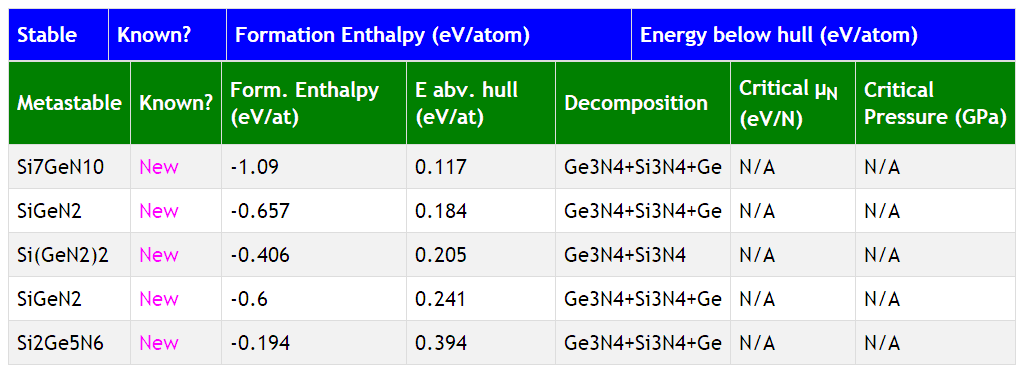 Stable Known? Formation Enthalpy (eV/atom) Energy below hull (eV/atom)
Metastable Known? Form. Enthalpy (eV/at) E abv. hull (eV/at) Decomposition Critical μN (eV/N) Critical Pressure (GPa)
Si7GeN10 New -1.09 0.117 Ge3N4+Si3N4+Ge N/A N/A
SiGeN2 New -0.657 0.184 Ge3N4+Si3N4+Ge N/A N/A
Si(GeN2)2 New -0.406 0.205 Ge3N4+Si3N4 N/A N/A
SiGeN2 New -0.6 0.241 Ge3N4+Si3N4+Ge N/A N/A
Si2Ge5N6 New -0.194 0.394 Ge3N4+Si3N4+Ge N/A N/A